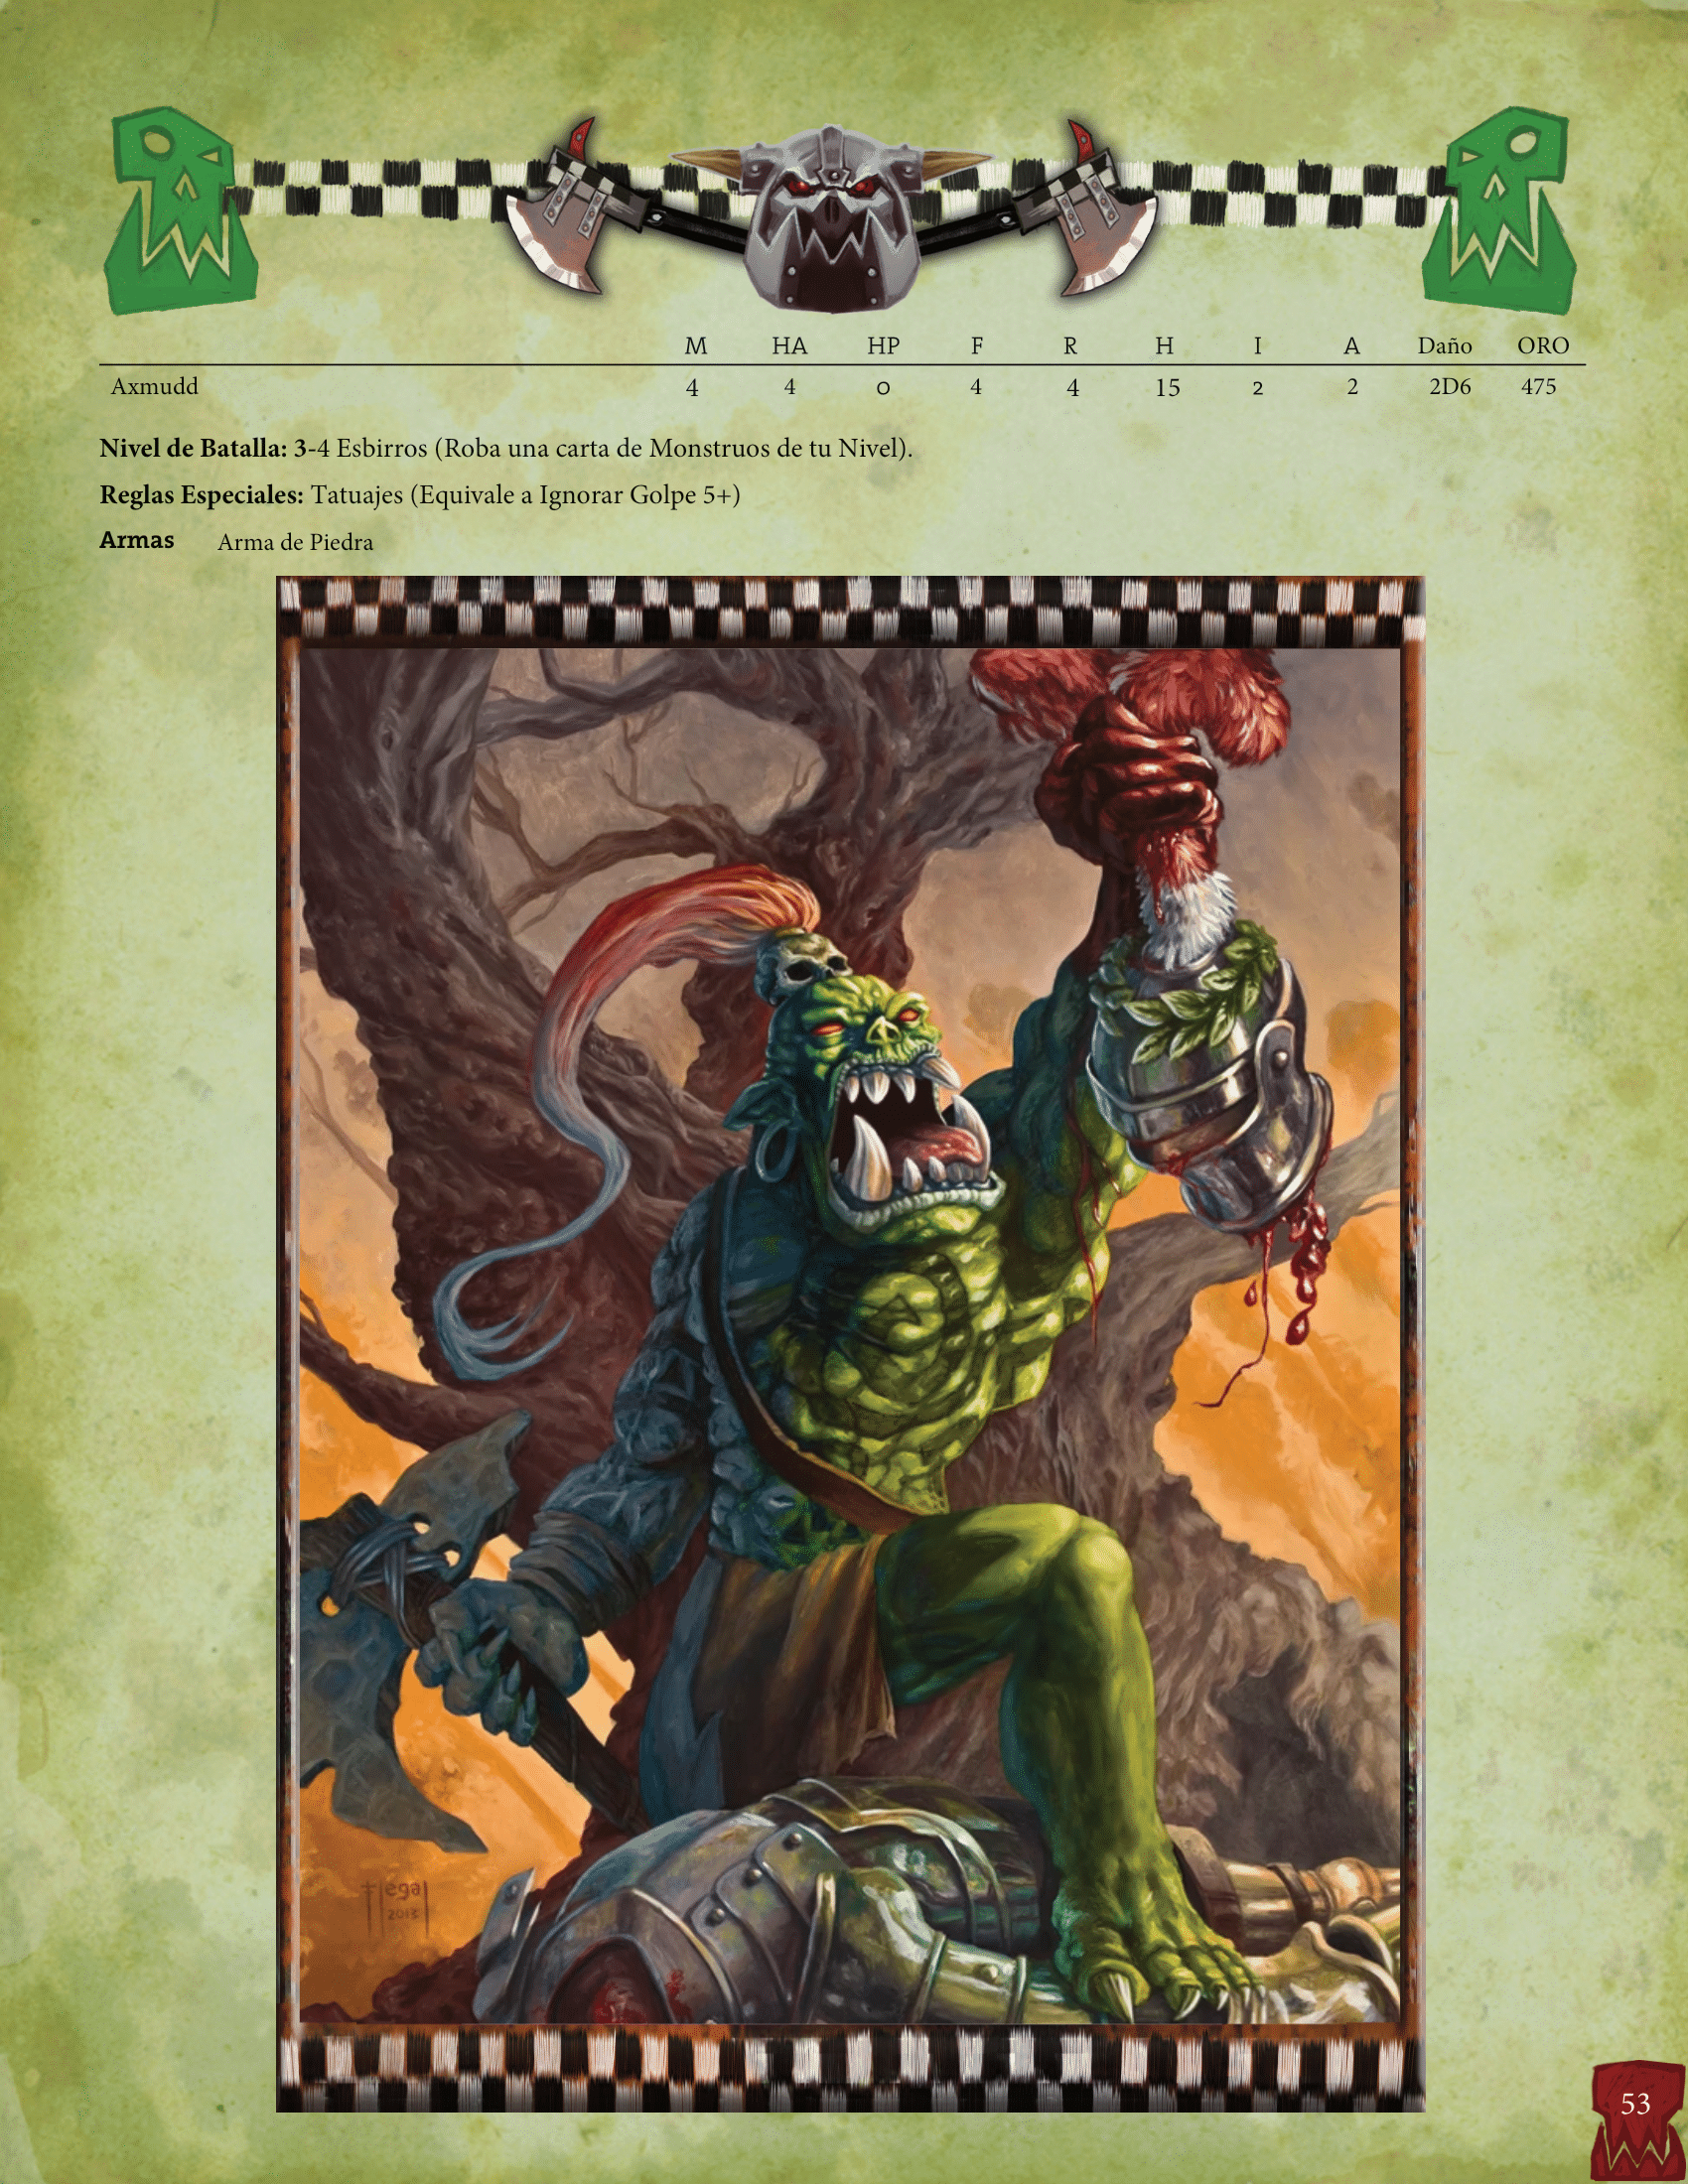 M HA HP F R H I A Daño ORO
Axmudd 4 4 0 4 4 15 2 2 2D6 475
Nivel de Batalla: 3-4 Esbirros (Roba una carta de Monstruos de tu Nivel).
Reglas Especiales: Tatuajes (Equivale a Ignorar Golpe 5+)
Armas Arma de Piedra
2013
53